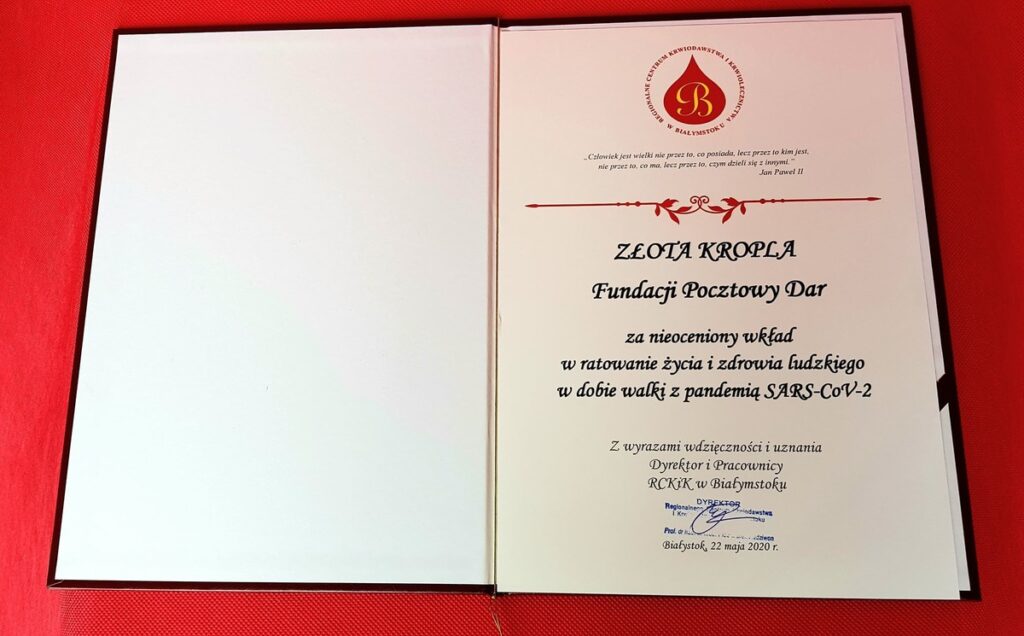 REGIONALNE CENTRUM KRWIODAWSTWA I KRWIOLECZNICTWA
W BIAŁYMSTOKU
B
„Człowiek jest wielki nie przez to, co posiada, lecz przez to kim jest,
nie przez to, co ma, lecz przez to, czym dzieli się z innymi."
Jan Paweł II
ZŁOTA KROPLA
Fundacji Pocztowy Dar
za nieoceniony wkład
w ratowanie życia i zdrowia ludzkiego
w dobie walki z pandemią SARS-CoV-2
Z wyrazami wdzięczności i uznania
Dyrektor i Pracownicy
RCKiK w Białymstoku
DYREKTOR
Prof. dr
Białystok, 22 maja 2020 r.